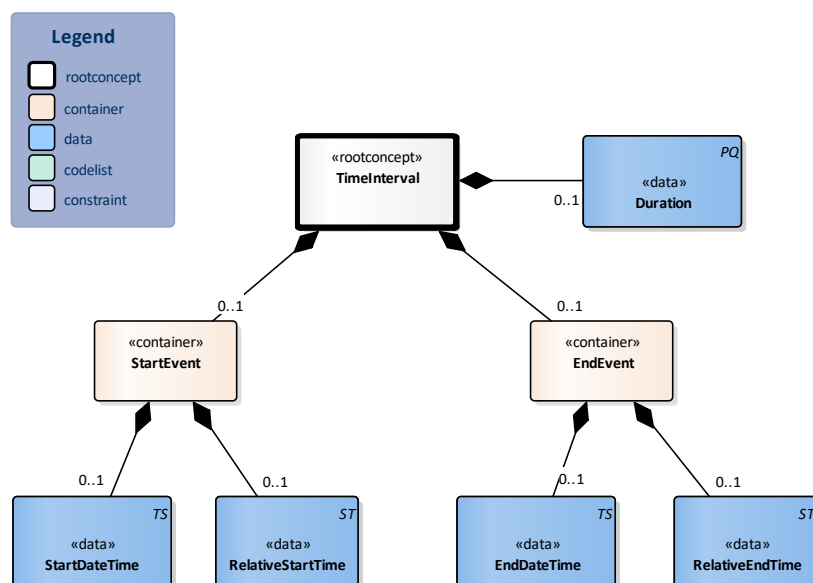 Legend
rootconcept
container
data
codelist
constraint
«rootconcept»
TimeInterval
PQ
«data»
Duration
0..1
0..1
0..1
«container»
StartEvent
«container»
EndEvent
0..1
0..1
0..1
0..1
TS
«data»
StartDateTime
ST
«data»
RelativeStartTime
TS
«data»
EndDateTime
ST
«data»
RelativeEndTime